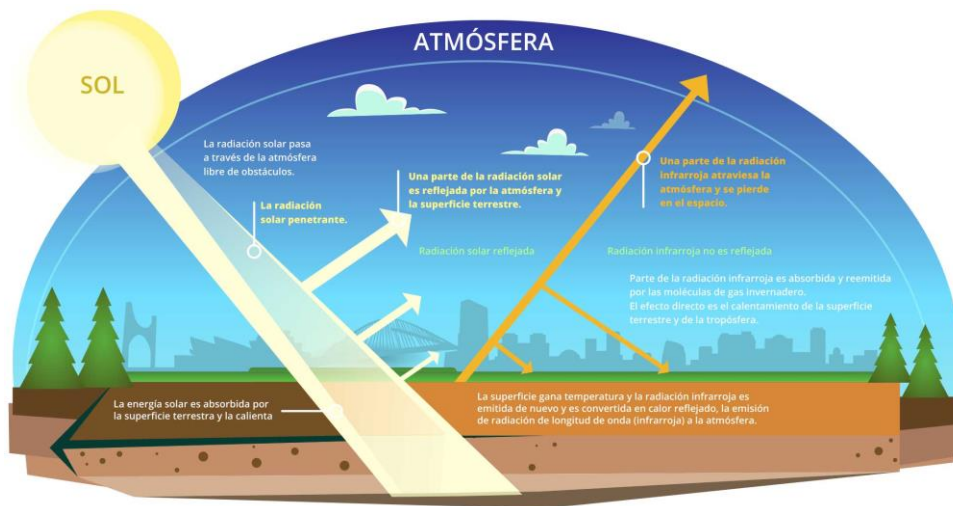 ATMÓSFERA
SOL
La radiación solar pasa
a través de la atmósfera
libre de obstáculos.
La radiación
solar penetrante.
Una parte de la radiación solar
es reflejada por la atmósfera y
la superficie terrestre.
Una parte de la radiación
infrarroja atraviesa la
atmósfera y se pierde
en el espacio.
Radiación solar reflejada
Radiación infrarroja no es reflejada
Parte de la radiación infrarroja es absorbida y reemitida
por las moléculas de gas invernadero.
El efecto directo es el calentamiento de la superficie
terrestre y de la tropósfera.
La energía solar es absorbida por
la superficie terrestra y la calienta
La superficie gana temperatura y la radiación infrarroja es
emitida de nuevo y es convertida en calor reflejado, la emisión
de radiación de longitud de onda (infrarroja) a la atmósfera.